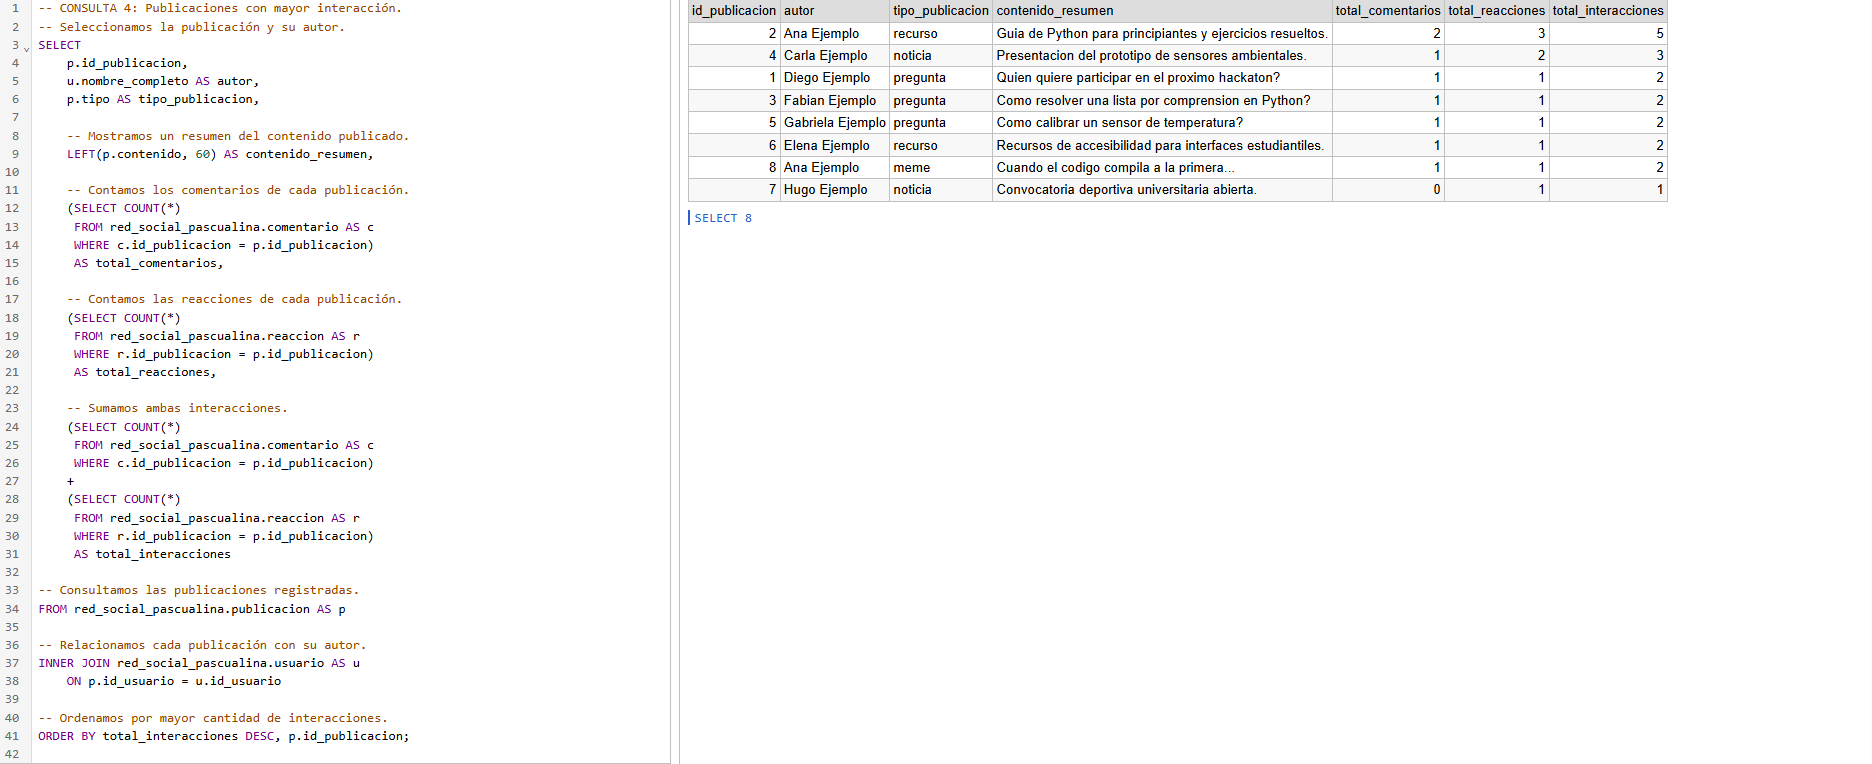 1 -- CONSULTA 4: Publicaciones con mayor interacción.
2 -- Seleccionamos la publicación y su autor.
3 SELECT
4 p.id_publicacion,
5 u.nombre_completo AS autor,
6 p.tipo AS tipo_publicacion,
7
8 -- Mostramos un resumen del contenido publicado.
9 LEFT(p.contenido, 60) AS contenido_resumen,
10
11 -- Contamos los comentarios de cada publicación.
12 (SELECT COUNT(*)
13 FROM red_social_pascualina.comentario AS c
14 WHERE c.id_publicacion = p.id_publicacion)
15 AS total_comentarios,
16
17 -- Contamos las reacciones de cada publicación.
18 (SELECT COUNT(*)
19 FROM red_social_pascualina.reaccion AS r
20 WHERE r.id_publicacion = p.id_publicacion)
21 AS total_reacciones,
22
23 -- Sumamos ambas interacciones.
24 (SELECT COUNT(*)
25 FROM red_social_pascualina.comentario AS c
26 WHERE c.id_publicacion = p.id_publicacion)
27 +
28 (SELECT COUNT(*)
29 FROM red_social_pascualina.reaccion AS r
30 WHERE r.id_publicacion = p.id_publicacion)
31 AS total_interacciones
32
33 -- Consultamos las publicaciones registradas.
34 FROM red_social_pascualina.publicacion AS p
35
36 -- Relacionamos cada publicación con su autor.
37 INNER JOIN red_social_pascualina.usuario AS u
38 ON p.id_usuario = u.id_usuario
39
40 -- Ordenamos por mayor cantidad de interacciones.
41 ORDER BY total_interacciones DESC, p.id_publicacion;
42
id_publicacion autor tipo_publicacion contenido_resumen total_comentarios total_reacciones total_interacciones
2 Ana Ejemplo recurso Guia de Python para principiantes y ejercicios resueltos. 2 3 5
4 Carla Ejemplo noticia Presentacion del prototipo de sensores ambientales. 1 2 3
1 Diego Ejemplo pregunta Quien quiere participar en el proximo hackaton? 1 1 2
3 Fabian Ejemplo pregunta Como resolver una lista por comprension en Python? 1 1 2
5 Gabriela Ejemplo pregunta Como calibrar un sensor de temperatura? 1 1 2
6 Elena Ejemplo recurso Recursos de accesibilidad para interfaces estudiantiles. 1 1 2
8 Ana Ejemplo meme Cuando el codigo compila a la primera... 1 1 2
7 Hugo Ejemplo noticia Convocatoria deportiva universitaria abierta. 0 1 1
SELECT 8